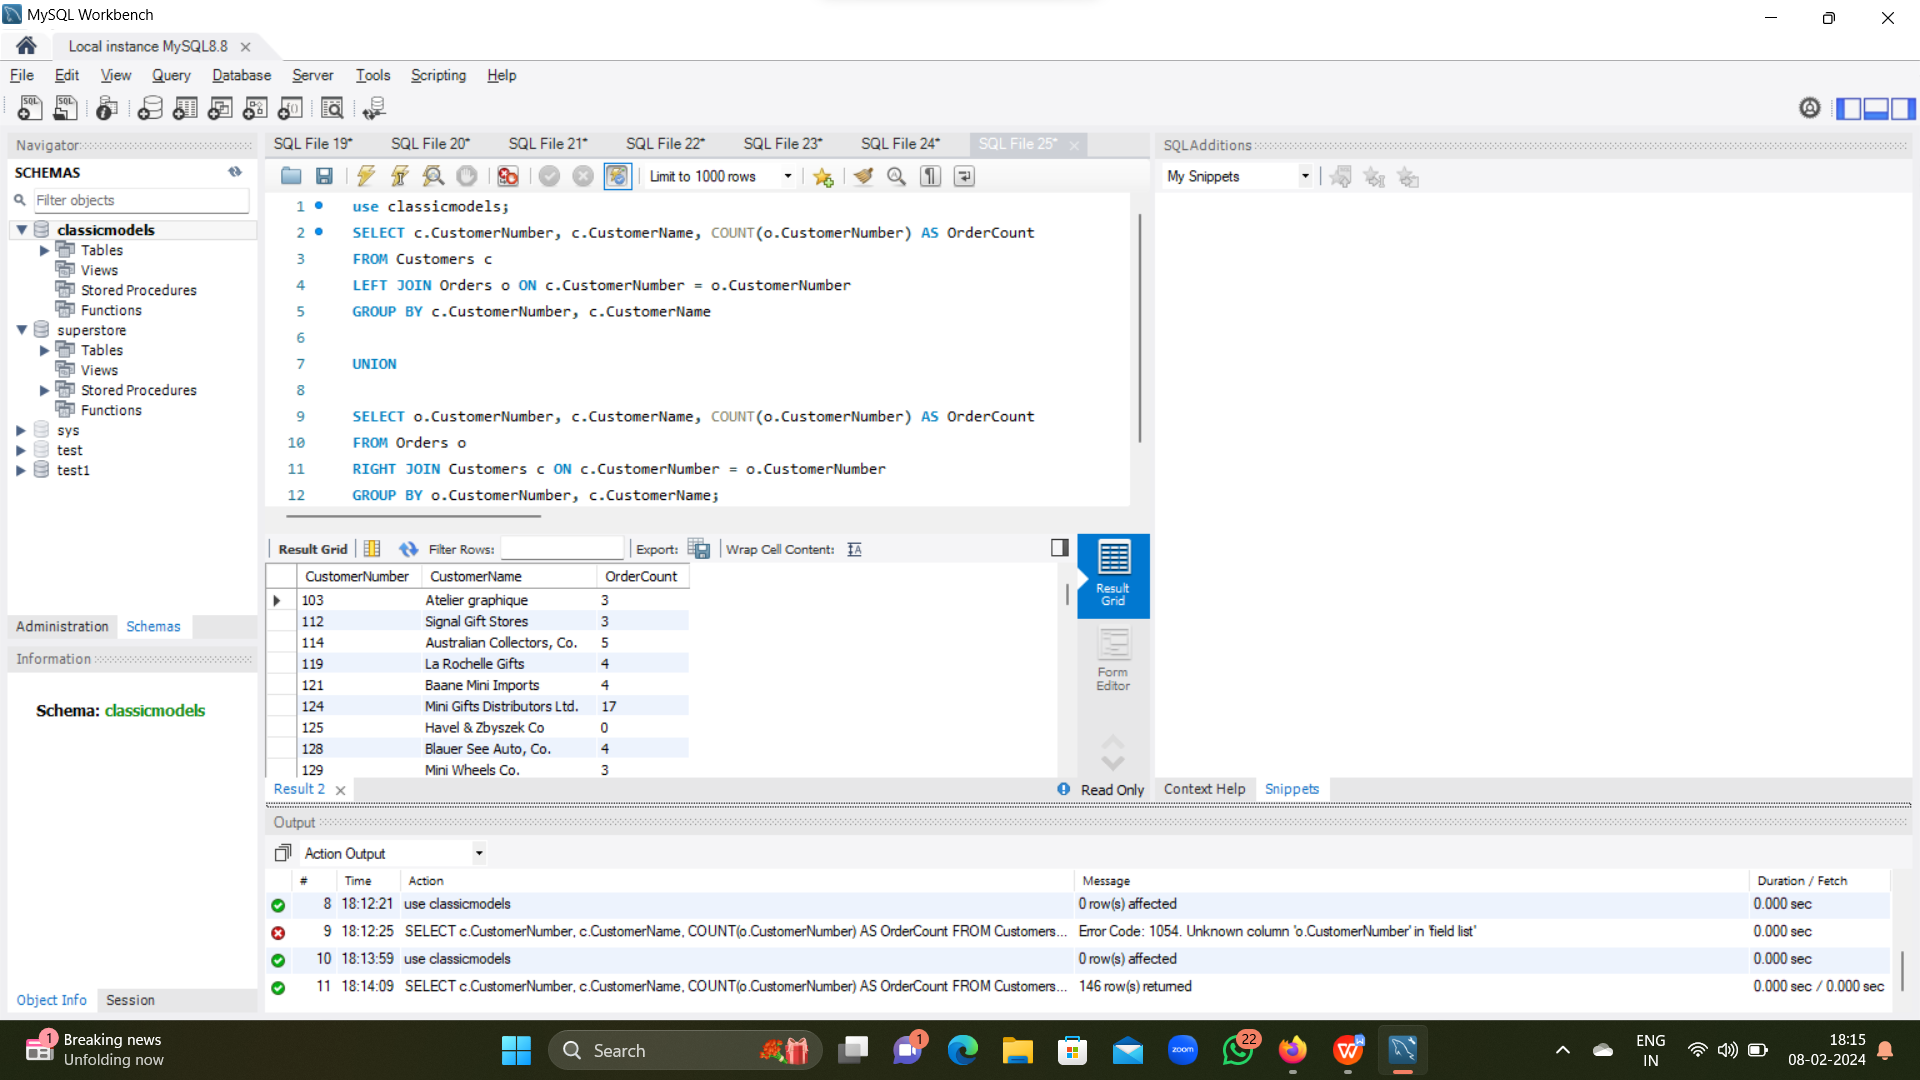 MySQL Workbench
Local instance MySQL8.8
File Edit View Query Database Server Tools Scripting Help
Navigator
SCHEMAS
Filter objects
classicmodels
Tables
Views
Stored Procedures
Functions
superstore
Tables
Views
Stored Procedures
Functions
sys
test
test1
Administration Schemas
Information
Schema: classicmodels
Object Info Session
SQL File 19* SQL File 20* SQL File 21* SQL File 22* SQL File 23* SQL File 24* SQL File 25*
Limit to 1000 rows
1 use classicmodels;
2 SELECT c.CustomerNumber, c.CustomerName, COUNT(o.CustomerNumber) AS OrderCount
3 FROM Customers c
4 LEFT JOIN Orders o ON c.CustomerNumber = o.CustomerNumber
5 GROUP BY c.CustomerNumber, c.CustomerName
6
7 UNION
8
9 SELECT o.CustomerNumber, c.CustomerName, COUNT(o.CustomerNumber) AS OrderCount
10 FROM Orders o
11 RIGHT JOIN Customers c ON c.CustomerNumber = o.CustomerNumber
12 GROUP BY o.CustomerNumber, c.CustomerName;
Result Grid Filter Rows: Export: Wrap Cell Content:
CustomerNumber CustomerName OrderCount
103 Atelier graphique 3
112 Signal Gift Stores 3
114 Australian Collectors, Co. 5
119 La Rochelle Gifts 4
121 Baane Mini Imports 4
124 Mini Gifts Distributors Ltd. 17
125 Havel & Zbyszek Co 0
128 Blauer See Auto, Co. 4
129 Mini Wheels Co. 3
Result
Grid
Form
Editor
Result 2 Read Only
SQLAdditions
My Snippets
Context Help Snippets
Output
Action Output
# Time Action Message Duration / Fetch
8 18:12:21 use classicmodels 0 row(s) affected 0.000 sec
9 18:12:25 SELECT c.CustomerNumber, c.CustomerName, COUNT(o.CustomerNumber) AS OrderCount FROM Customers... Error Code: 1054. Unknown column 'o.CustomerNumber' in 'field list' 0.000 sec
10 18:13:59 use classicmodels 0 row(s) affected 0.000 sec
11 18:14:09 SELECT c.CustomerNumber, c.CustomerName, COUNT(o.CustomerNumber) AS OrderCount FROM Customers... 146 row(s) returned 0.000 sec / 0.000 sec
1
Breaking news
Unfolding now
Search
1
zoom
22
W
ENG
IN
18:15
08-02-2024